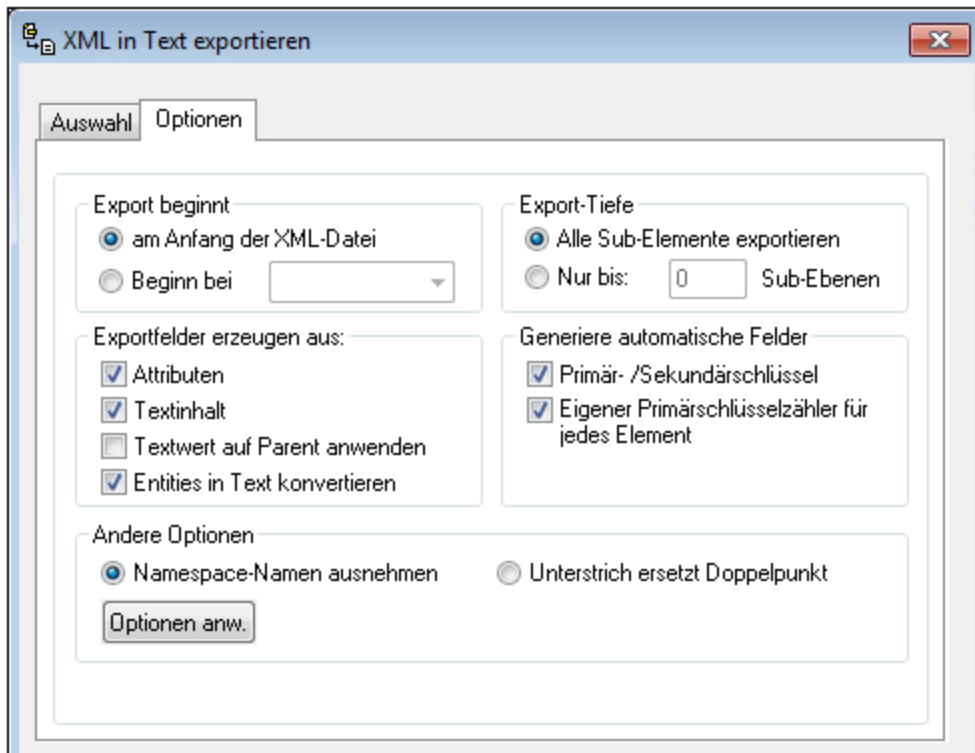 XML in Text exportieren
Auswahl Optionen
Export beginnt
am Anfang der XML-Datei
Beginn bei
Export-Tiefe
Alle Sub-Elemente exportieren
Nur bis: 0 Sub-Ebenen
Exportfelder erzeugen aus:
Attributen
Textinhalt
Textwert auf Parent anwenden
Entities in Text konvertieren
Generiere automatische Felder
Primär- /Sekundärschlüssel
Eigener Primärschlüsselzähler für
jedes Element
Andere Optionen
Namespace-Namen ausnehmen
Unterstrich ersetzt Doppelpunkt
Optionen anw.